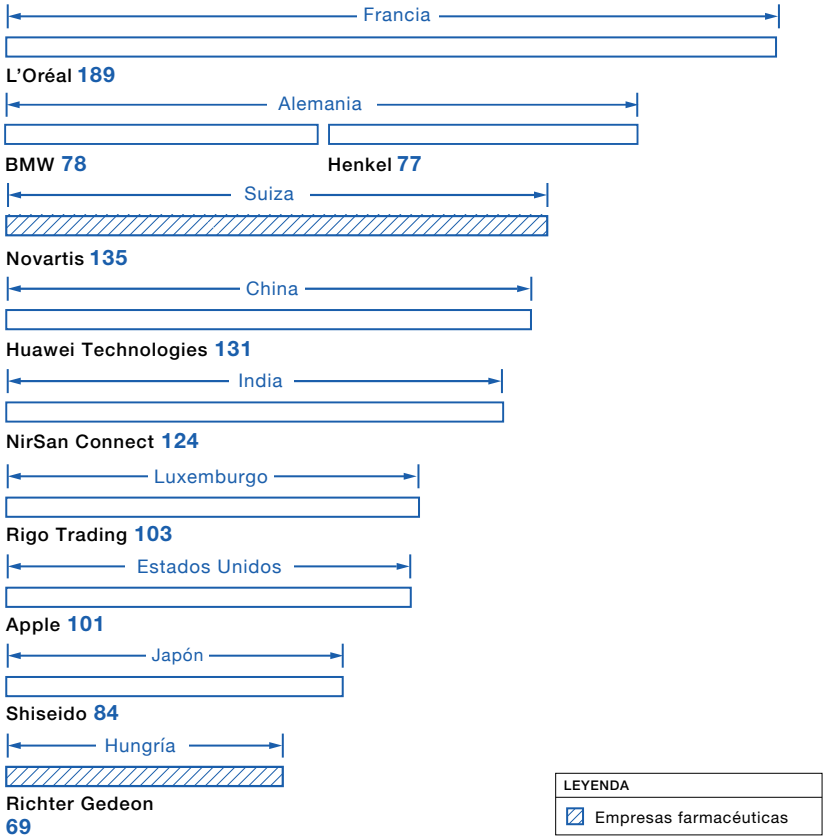 Francia
L’Oréal 189
Alemania
BMW 78 Henkel 77
Suiza
Novartis 135
China
Huawei Technologies 131
India
NirSan Connect 124
Luxemburgo
Rigo Trading 103
Estados Unidos
Apple 101
Japón
Shiseido 84
Hungría
Richter Gedeon
69
LEYENDA
Empresas farmacéuticas